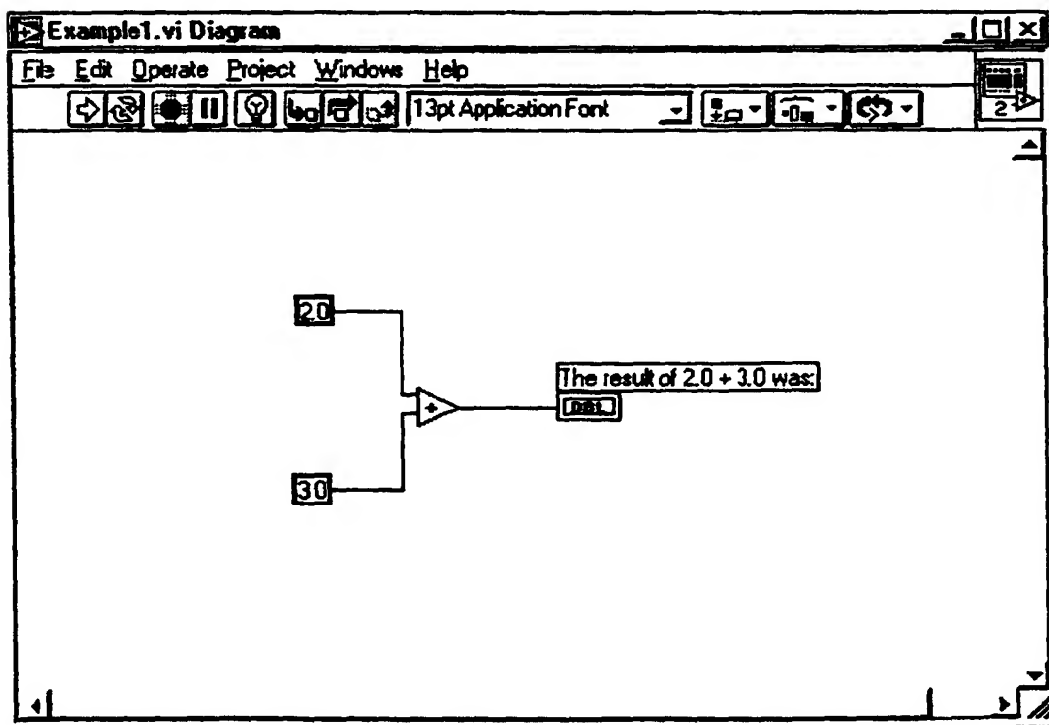 Example1.vi Diagram
File Edit Operate Project Windows Help
13pt Application Font
2
2.0
The result of 2.0 + 3.0 was:
+
DBL
3.0